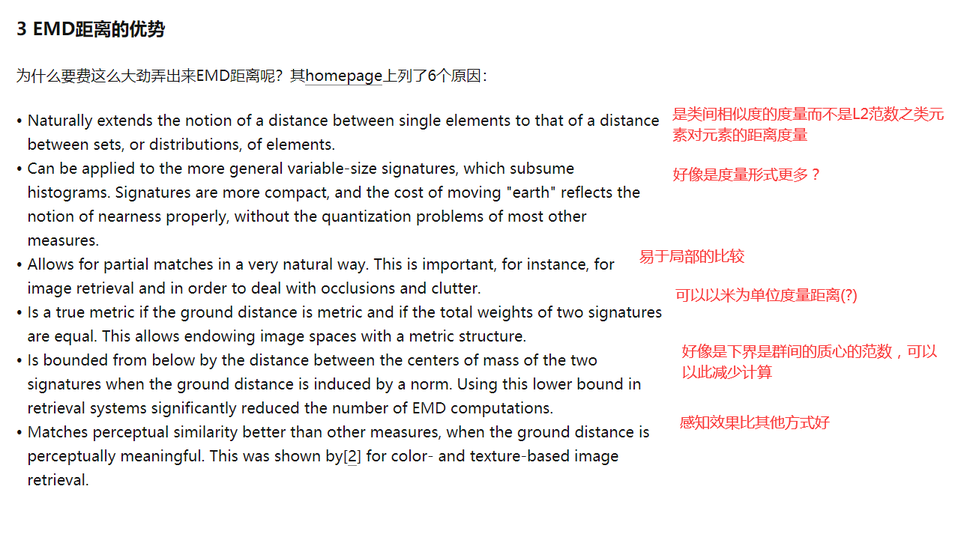 3 EMD距离的优势
为什么要费这么大劲弄出来EMD距离呢？其homepage上列了6个原因：
• Naturally extends the notion of a distance between single elements to that of a distance
between sets, or distributions, of elements.
是类间相似度的度量而不是L2范数之类元
素对元素的距离度量
• Can be applied to the more general variable-size signatures, which subsume
histograms. Signatures are more compact, and the cost of moving "earth" reflects the
notion of nearness properly, without the quantization problems of most other
measures.
好像是度量形式更多？
• Allows for partial matches in a very natural way. This is important, for instance, for
image retrieval and in order to deal with occlusions and clutter.
易于局部的比较
• Is a true metric if the ground distance is metric and if the total weights of two signatures
are equal. This allows endowing image spaces with a metric structure.
可以以米为单位度量距离(?)
• Is bounded from below by the distance between the centers of mass of the two
signatures when the ground distance is induced by a norm. Using this lower bound in
retrieval systems significantly reduced the number of EMD computations.
好像是下界是群间的质心的范数，可以
以此减少计算
• Matches perceptual similarity better than other measures, when the ground distance is
perceptually meaningful. This was shown by[2] for color- and texture-based image
retrieval.
感知效果比其他方式好